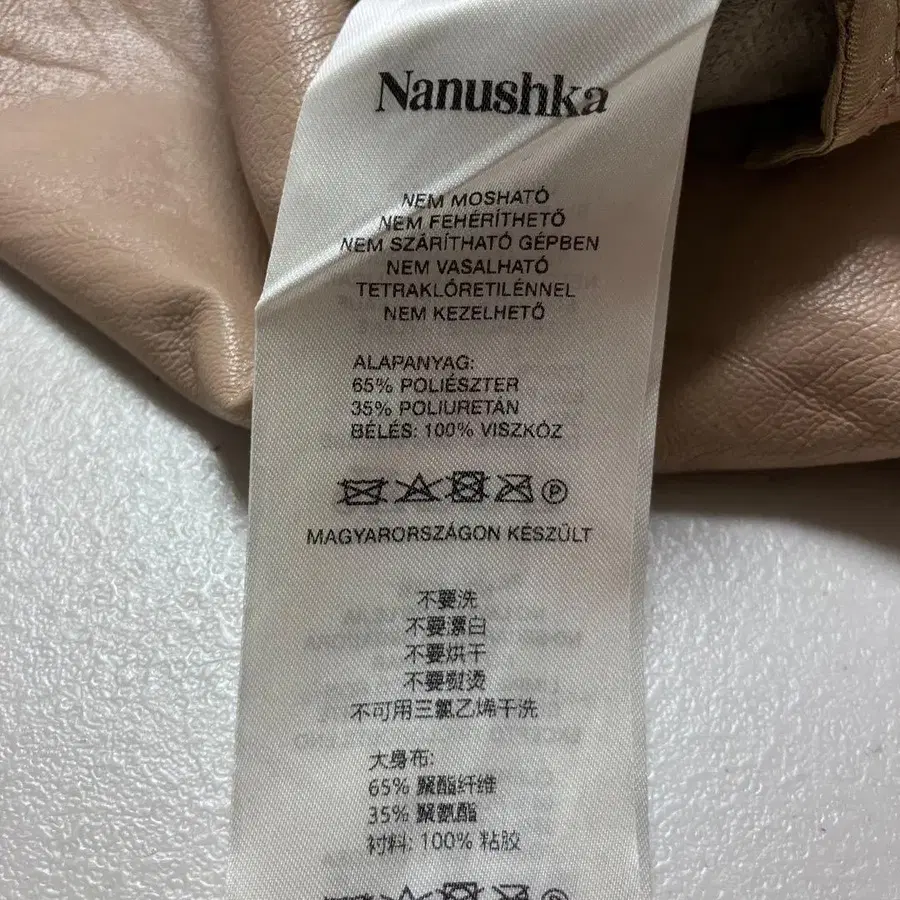 Nanushka
NEM MOSHATÓ
NEM FEHÉRÍTHETŐ
NEM SZÁRÍTHATÓ GÉPBEN
NEM VASALHATÓ
TETRAKLÓRETILÉNNEL
NEM KEZELHETŐ
ALAPANYAG:
65% POLIÉSZTER
35% POLIURETÁN
BÉLÉS: 100% VISZKÓZ
P
MAGYARORSZÁGON KÉSZÜLT
不要洗
不要漂白
不要烘干
不要熨烫
不可用三氯乙烯干洗
大身布:
65% 聚酯纤维
35% 聚氨酯
衬料: 100% 粘胶